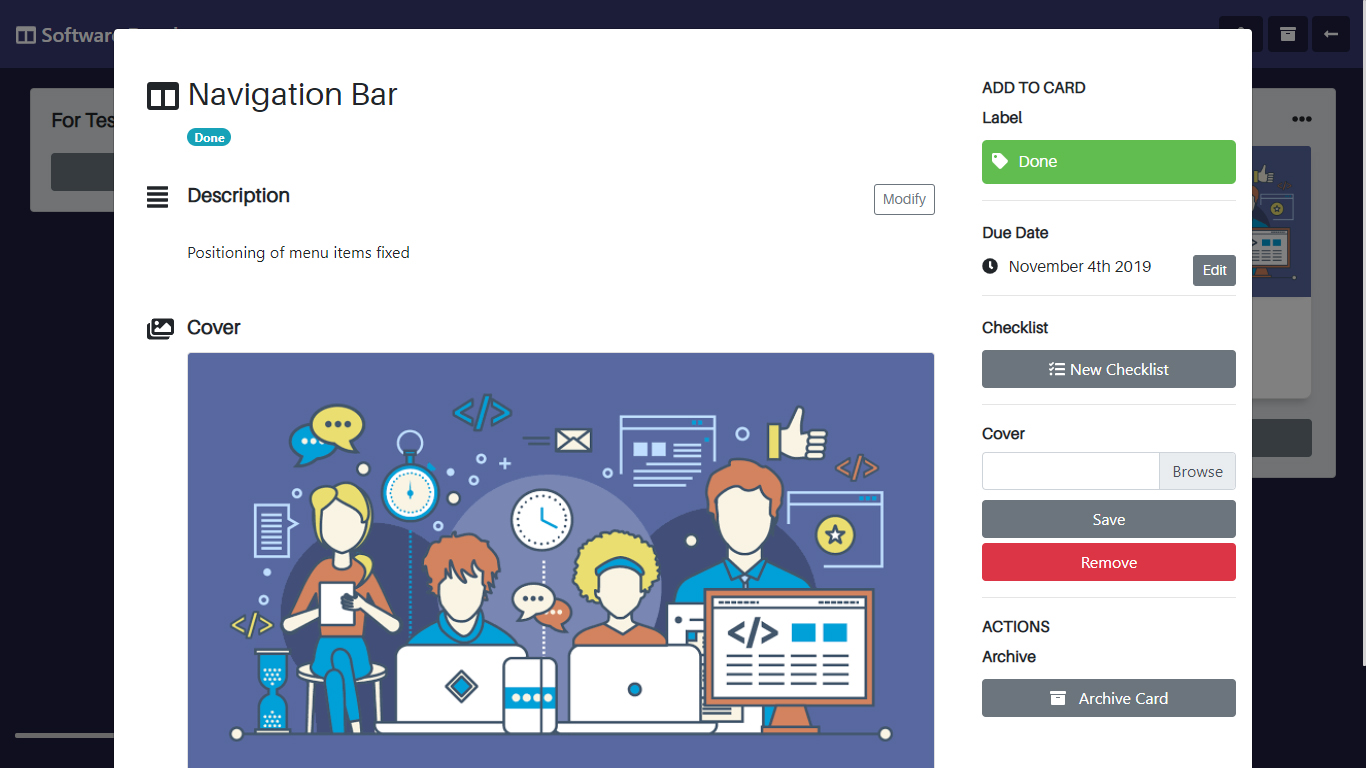 Software
Navigation Bar
Done
Description
Modify
Positioning of menu items fixed
Cover
ADD TO CARD
Label
Done
Due Date
November 4th 2019
Edit
Checklist
New Checklist
Cover
Browse
Save
Remove
ACTIONS
Archive
Archive Card
For Tes